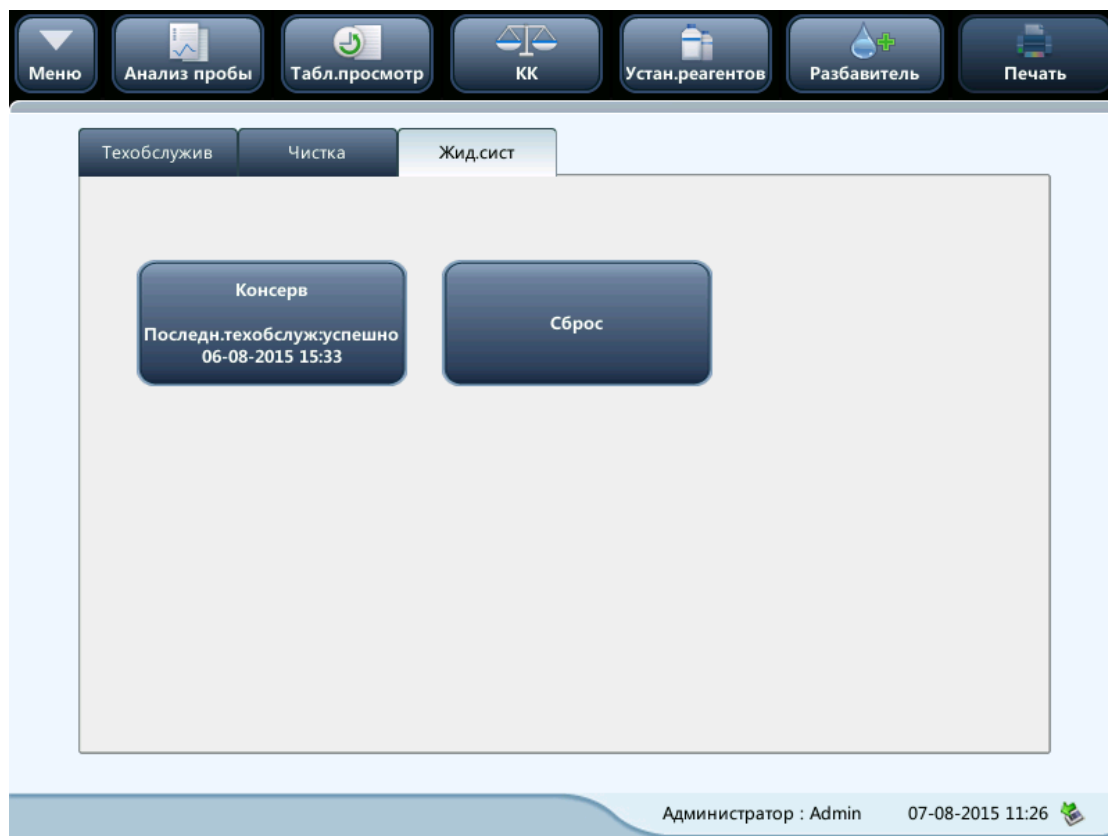 Меню
Анализ пробы
Табл.просмотр
КК
Устан.реагентов
Разбавитель
Печать
Техобслужив
Чистка
Жид.сист
Консерв
Последн.техобслуж:успешно
06-08-2015 15:33
Сброс
Администратор : Admin
07-08-2015 11:26